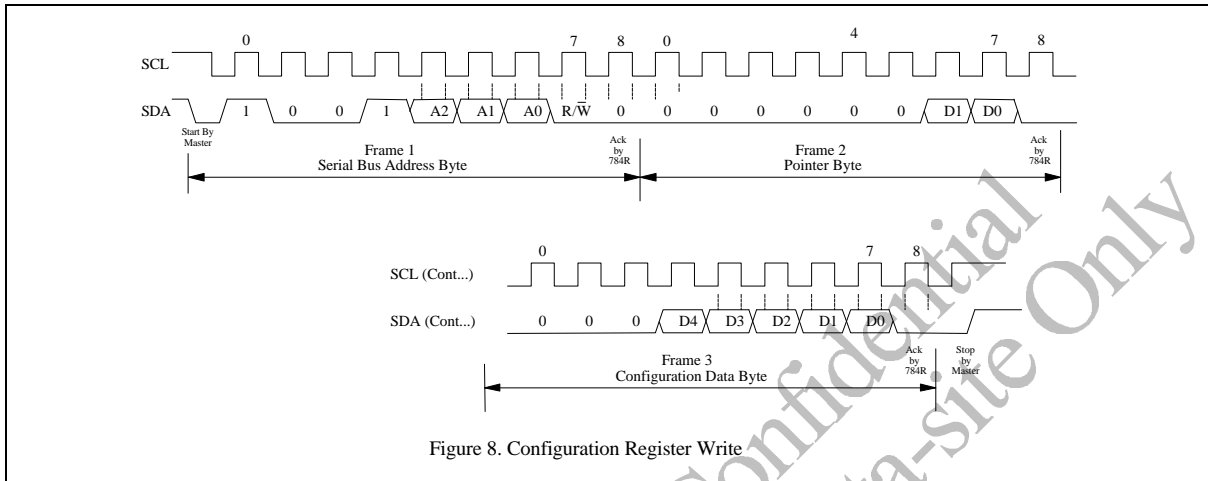 0 7 8 0 4 7 8
SCL
SDA 1 0 0 1 A2 A1 A0 R/W̅ 0 0 0 0 0 0 0 D1 D0
Start By
Master
Frame 1
Serial Bus Address Byte
Ack
by
784R
Frame 2
Pointer Byte
Ack
by
784R
0 7 8
SCL (Cont...)
SDA (Cont...) 0 0 0 D4 D3 D2 D1 D0
Frame 3
Configuration Data Byte
Ack
by
784R
Stop
by
Master
Figure 8. Configuration Register Write
Confidential
ta-site Only